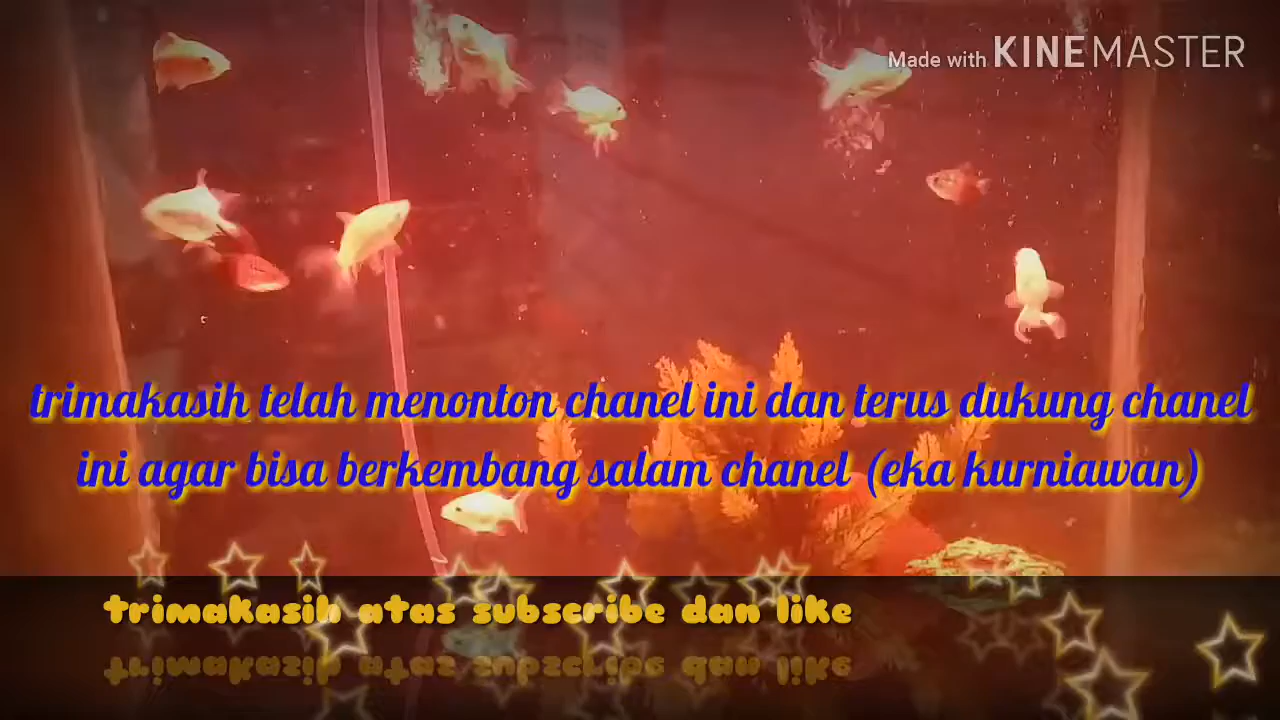 Made with KINEMASTER
trimakasih telah menonton chanel ini dan terus dukung chanel
ini agar bisa berkembang salam chanel (eka kurniawan)
trimakasih atas subscribe dan like